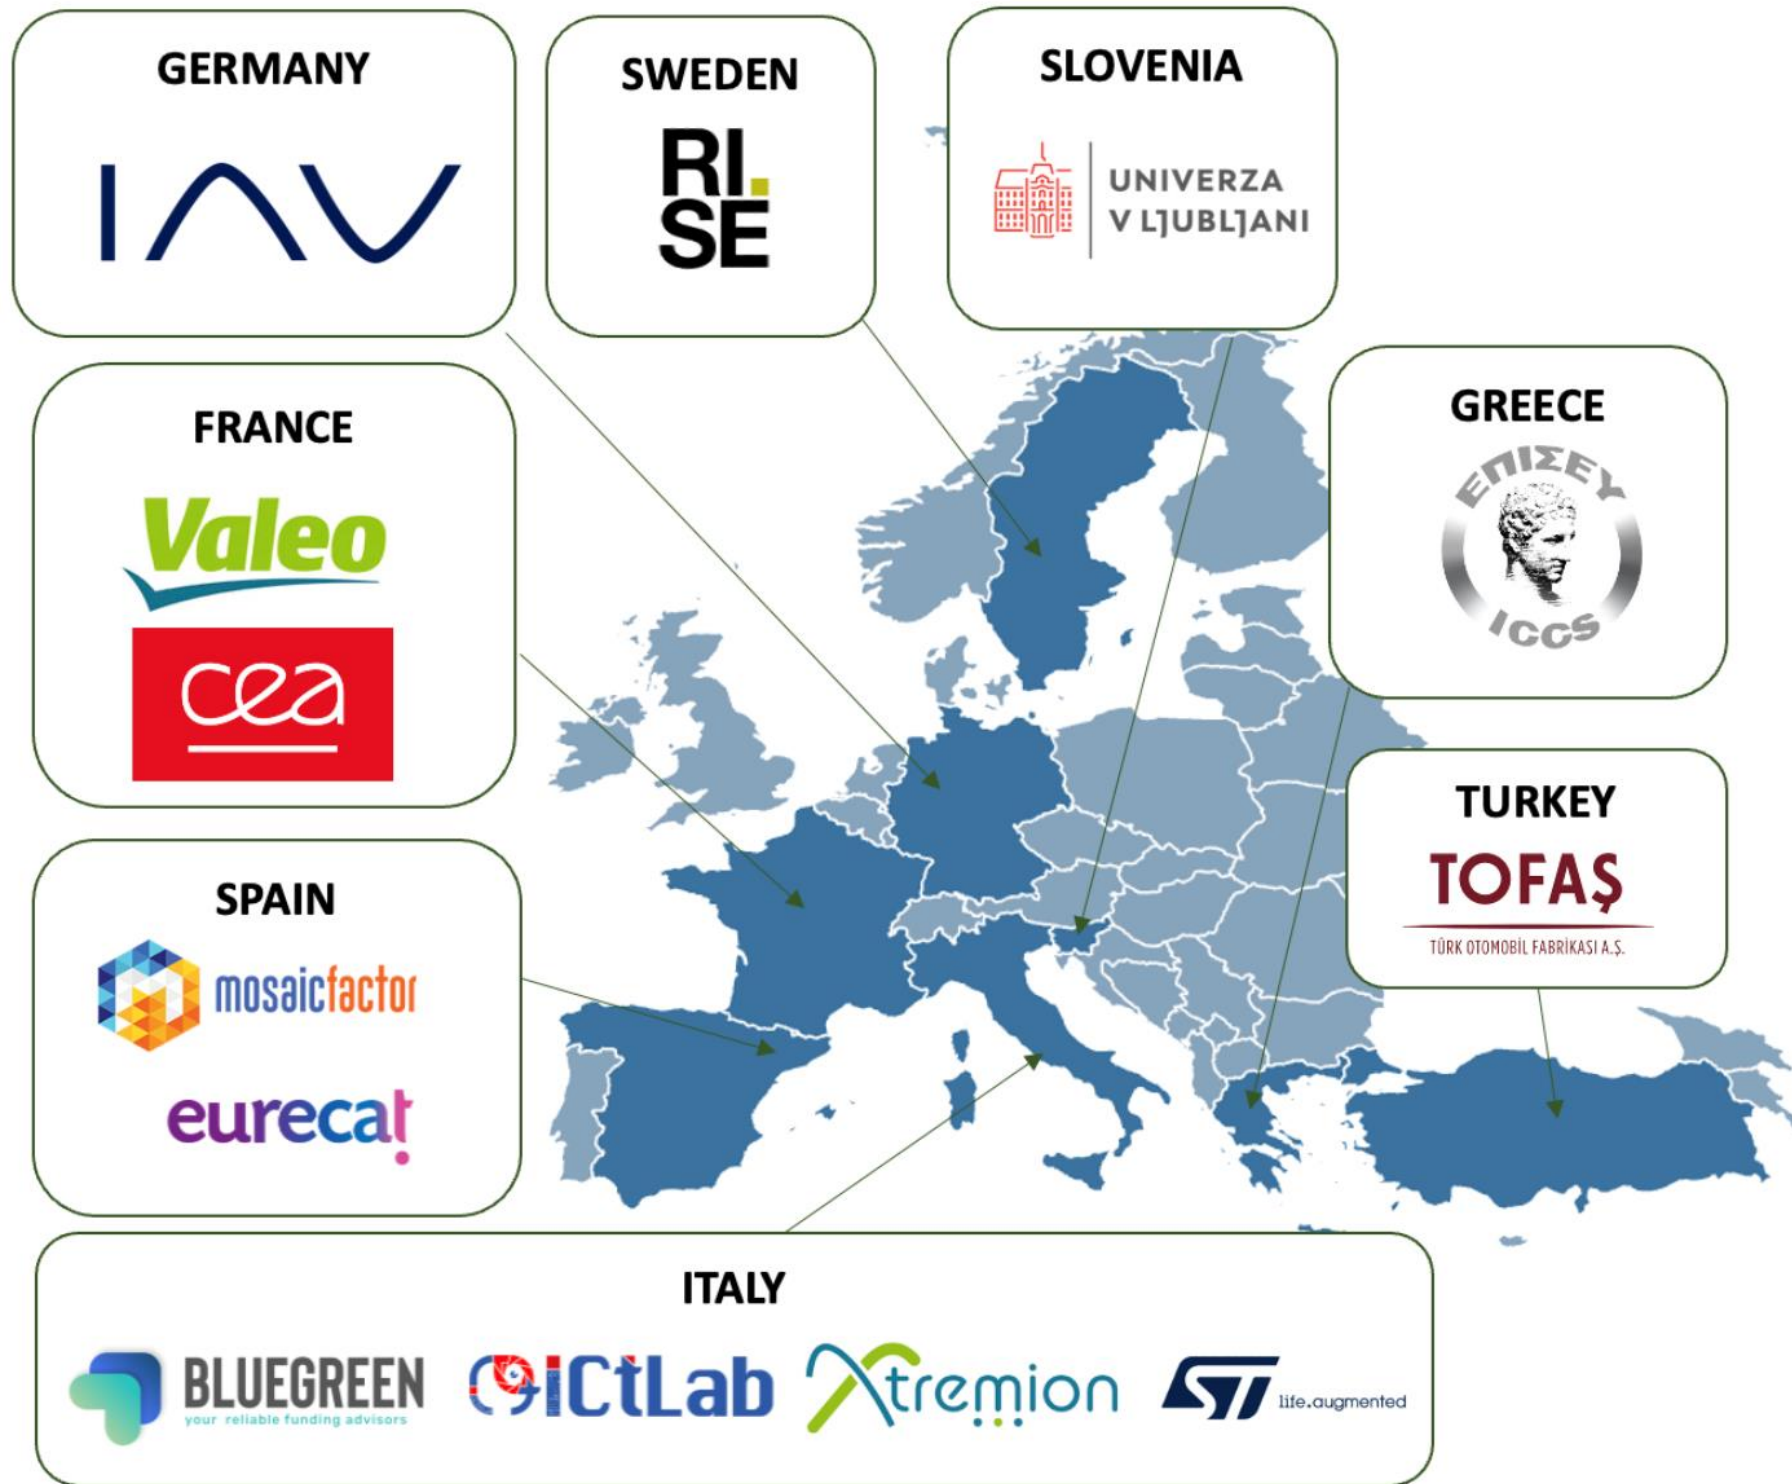 GERMANY
IAV
SWEDEN
RI.
SE
SLOVENIA
UNIVERZA
V LJUBLJANI
FRANCE
Valeo
cea
GREECE
ΕΠΙΣΕΥ
ICCS
TURKEY
TOFAŞ
TÜRK OTOMOBİL FABRİKASI A.Ş.
SPAIN
mosaicfactor
eurecat
ITALY
BLUEGREEN
your reliable funding advisors
iCtLab
Xtremion
ST
life.augmented